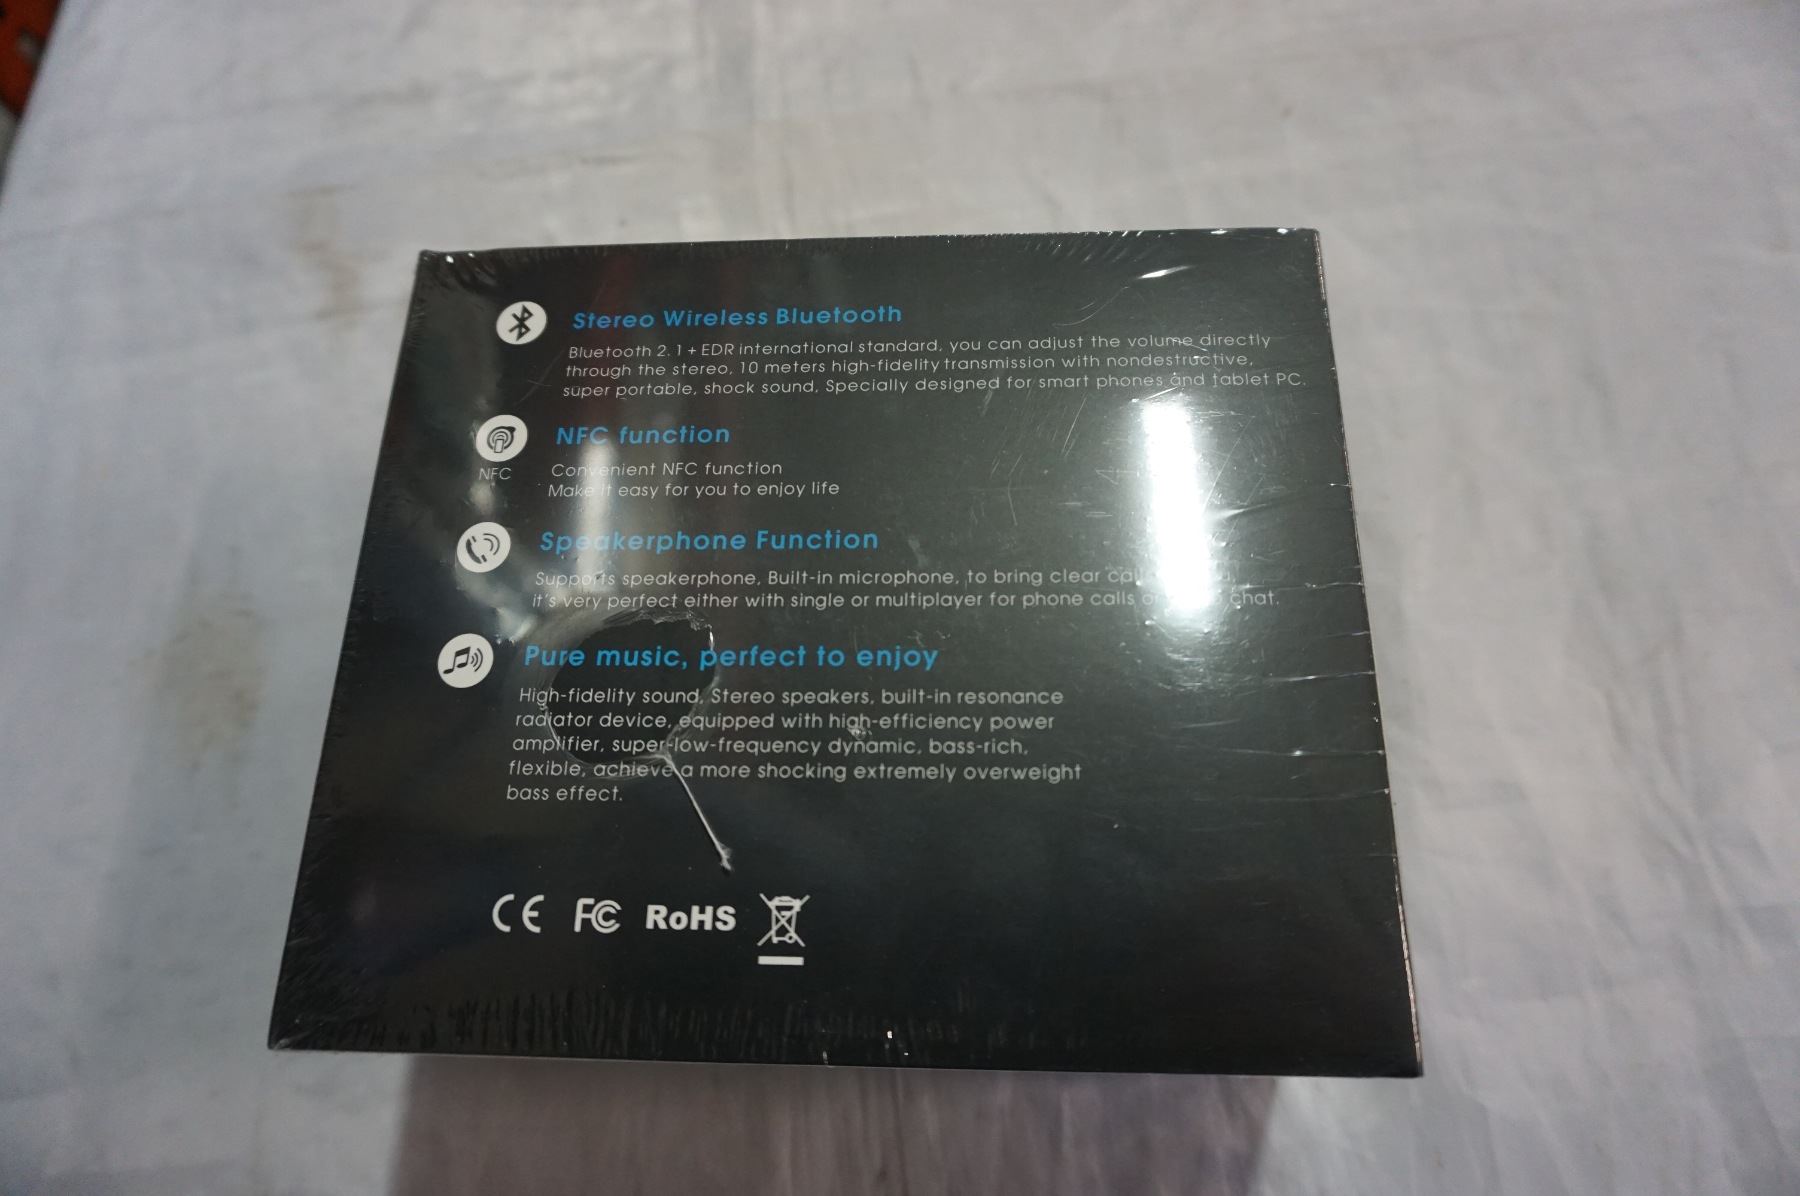 Stereo Wireless Bluetooth
Bluetooth 2.1+EDR international standard, you can adjust the volume directly
through the stereo, 10 meters high-fidelity transmission with nondestructive,
super portable, shock sound, Specially designed for smart phones and tablet PC.
NFC function
NFC
Convenient NFC function
Make it easy for you to enjoy life
Speakerphone Function
Supports speakerphone, Built-in microphone, to bring clear
it's very perfect either with single or multiplayer for phone calls chat.
Pure music, perfect to enjoy
High-fidelity sound, Stereo speakers, built-in resonance
radiator device, equipped with high-efficiency power
amplifier, super-low-frequency dynamic, bass-rich,
flexible, achieve a more shocking extremely overweight
bass effect.
CE FC RoHS